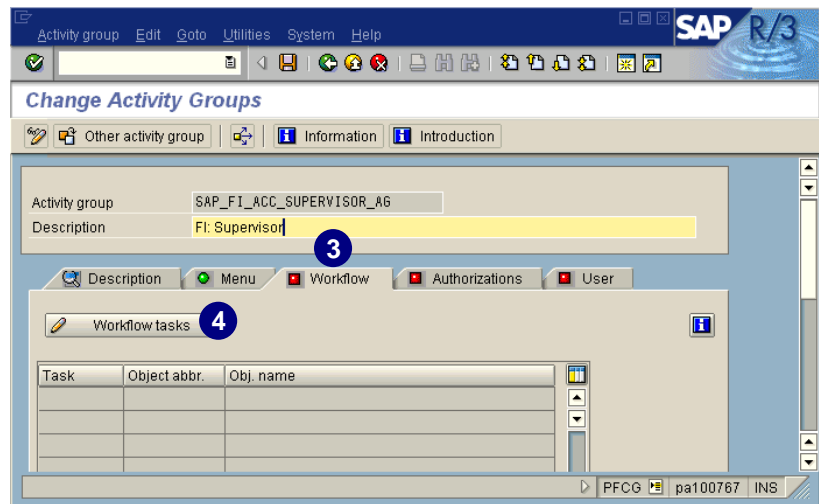 Activity group Edit Goto Utilities System Help
SAP R/3
Change Activity Groups
Other activity group Information Introduction
Activity group SAP_FI_ACC_SUPERVISOR_AG
Description FI: Supervisor
3
Description Menu Workflow Authorizations User
Workflow tasks 4
Task Object abbr. Obj. name
PFCG pa100767 INS